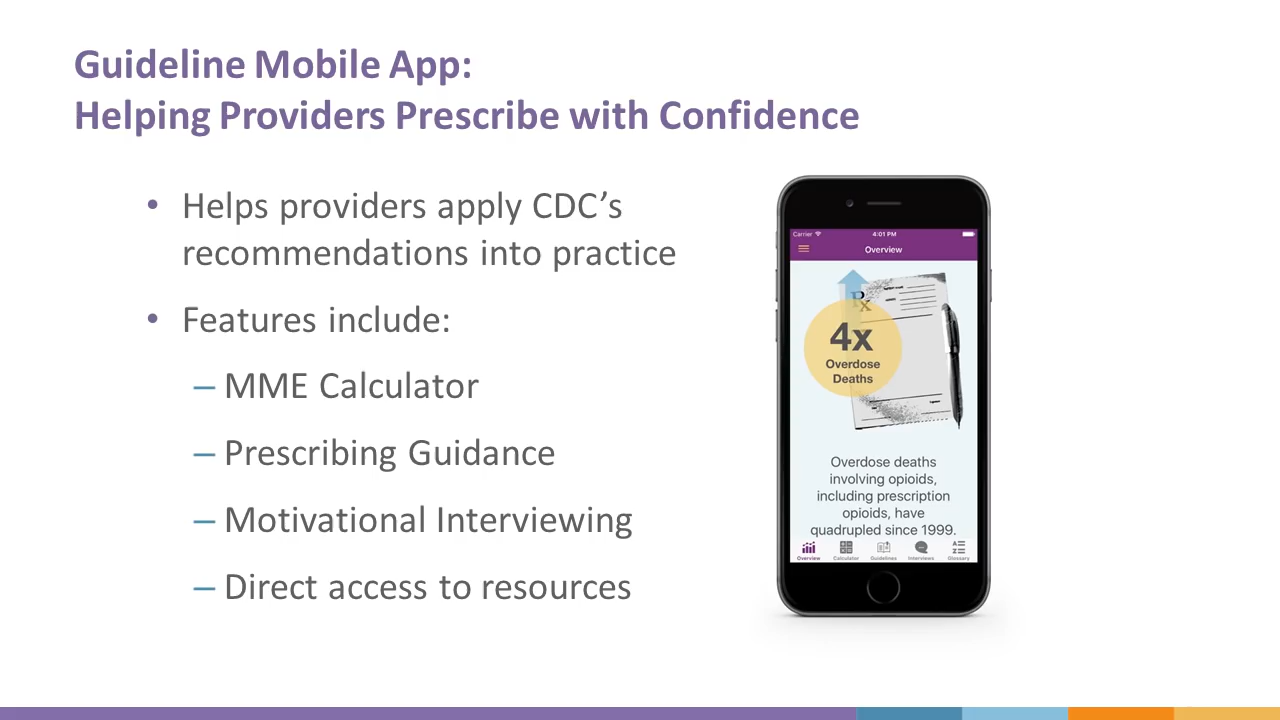 Guideline Mobile App:
Helping Providers Prescribe with Confidence
• Helps providers apply CDC’s
recommendations into practice
• Features include:
– MME Calculator
– Prescribing Guidance
– Motivational Interviewing
– Direct access to resources
Carrier 4:01 PM
Overview
Rx
4x
Overdose
Deaths
Overdose deaths
involving opioids,
including prescription
opioids, have
quadrupled since 1999.
Overview Calculator Guidelines Interviews Glossary